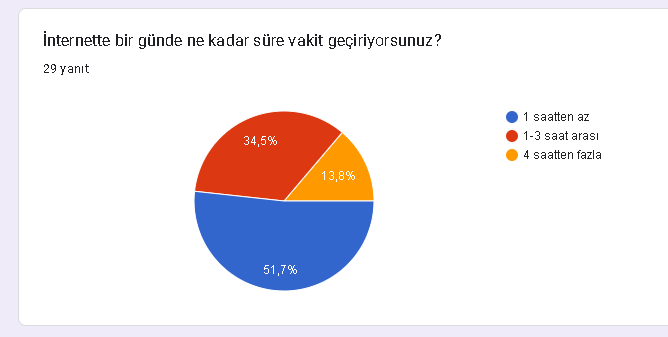 İnternette bir günde ne kadar süre vakit geçiriyorsunuz?
29 yanıt
1 saatten az
1-3 saat arası
4 saatten fazla
34,5%
13,8%
51,7%